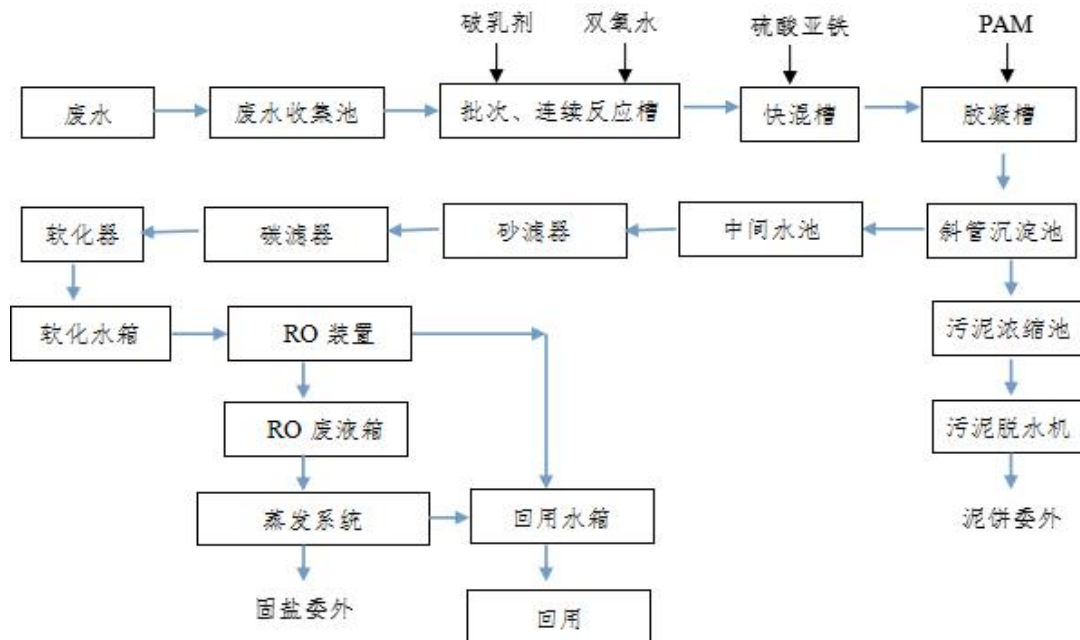 破乳剂 双氧水 硫酸亚铁 PAM
废水 废水收集池 批次、连续反应槽 快混槽 胶凝槽
软化器 碳滤器 砂滤器 中间水池 斜管沉淀池
软化水箱 RO 装置 污泥浓缩池
RO 废液箱 污泥脱水机
蒸发系统 回用水箱 泥饼委外
固盐委外 回用